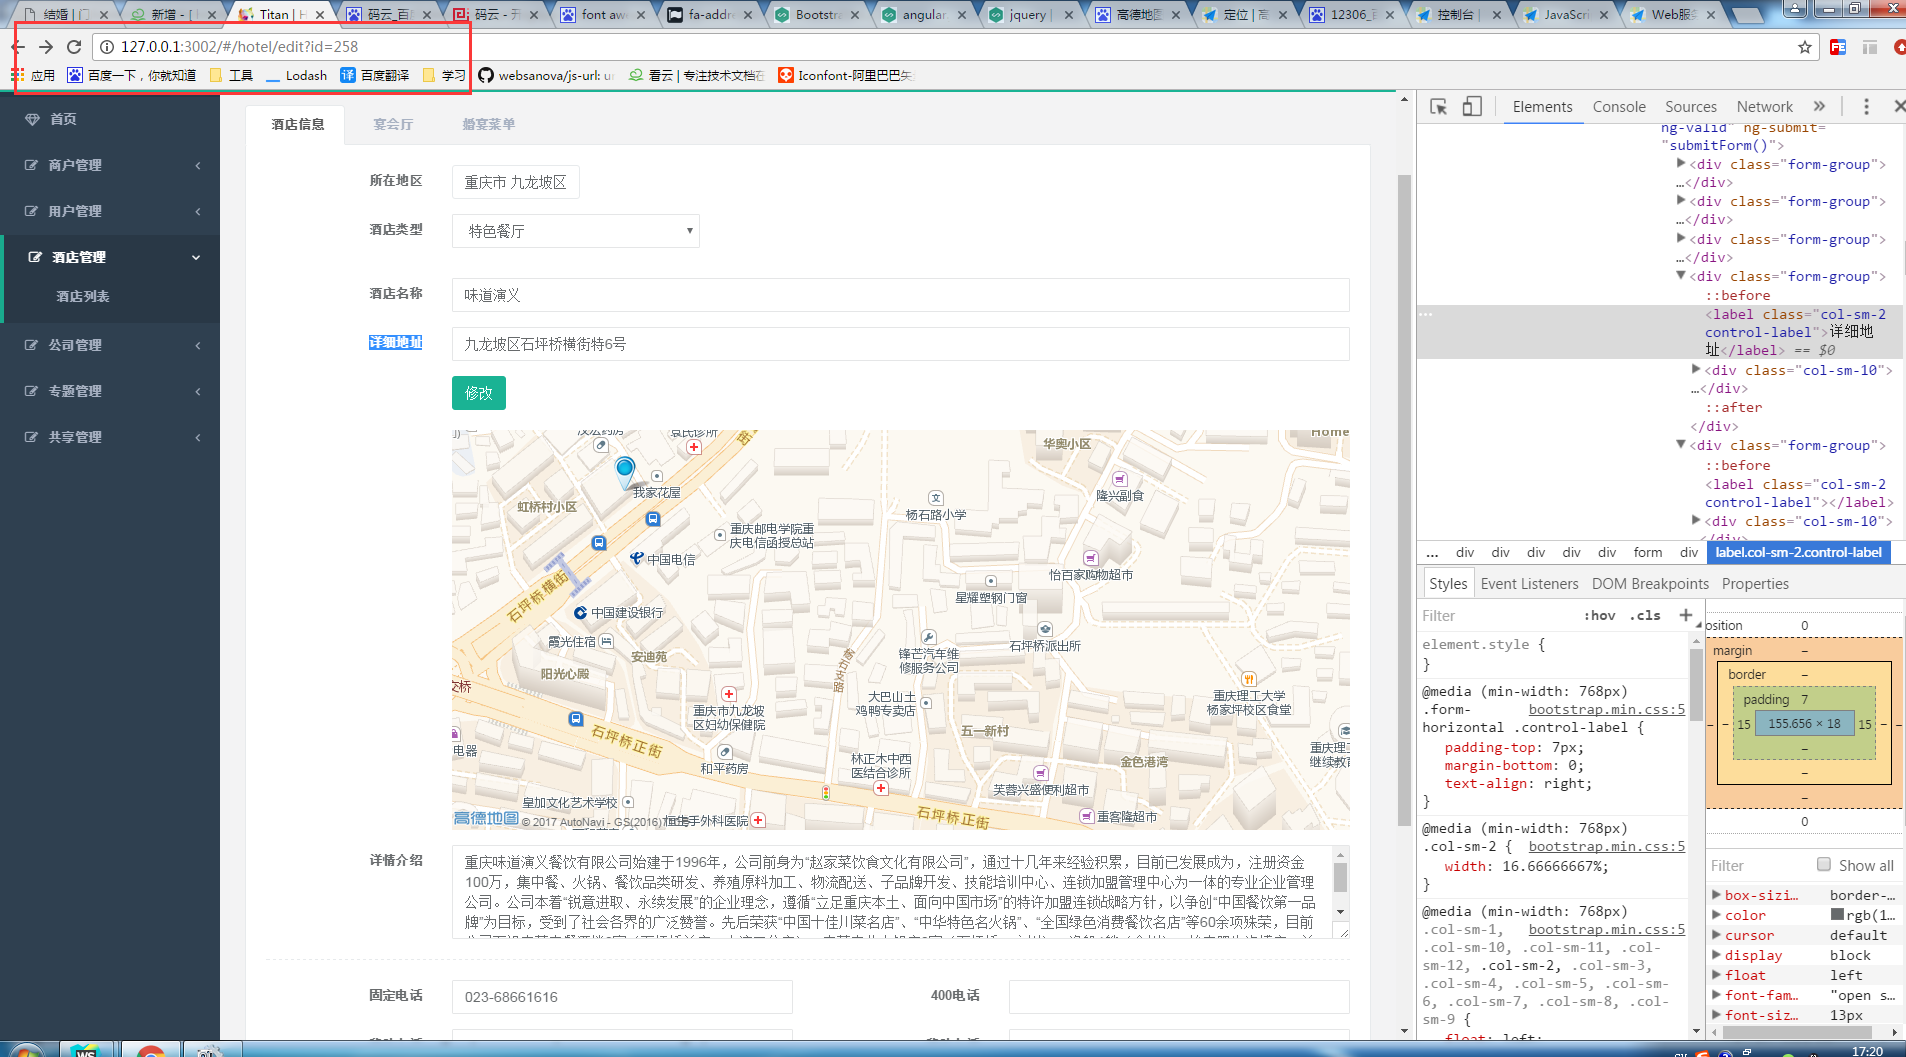 结婚 | 门
新增 - [
Titan | H
码云_百度
码云 - 开
font awe
fa-addre
Bootstra
angular
jquery |
高德地图
定位 | 高
12306_百
控制台 |
JavaScri
Web服务
127.0.0.1:3002/#/hotel/edit?id=258
应用 百度一下，你就知道 工具 Lodash 百度翻译 学习 websanova/js-url: 看云 | 专注技术文档在 Iconfont-阿里巴巴矢
首页
商户管理
用户管理
酒店管理
酒店列表
公司管理
专题管理
共享管理
酒店信息 宴会厅 婚宴菜单
所在地区 重庆市 九龙坡区
酒店类型 特色餐厅
酒店名称 味道演义
详细地址 九龙坡区石坪桥横街特6号
修改
袁氏诊所
华奥小区
Home
我家花屋
虹桥村小区
隆兴副食
杨石路小学
重庆邮电学院重
庆电信函授总站
中国电信
怡百家购物超市
石坪桥横街
星耀塑钢门窗
中国建设银行
霞光住宿
石坪桥派出所
安迪苑
锋芒汽车维
修服务公司
阳光心殿
杨石支路
大巴山土
鸡鸭专卖店
重庆理工大学
杨家坪校区食堂
重庆市九龙坡
区妇幼保健院
五一新村
石坪桥正街
电器
和平药房
林正木中西
医结合诊所
金色港湾
重庆理工
继续教育
芙蓉兴盛便利超市
皇加文化艺术学校
石坪桥正街
重客隆超市
高德地图 © 2017 AutoNavi - GS(2016)
手外科医院
详情介绍
重庆味道演义餐饮有限公司始建于1996年，公司前身为“赵家菜饮食文化有限公司”，通过十几年来经验积累，目前已发展成为，注册资金
100万，集中餐、火锅、餐饮品类研发、养殖原料加工、物流配送、子品牌开发、技能培训中心、连锁加盟管理中心为一体的专业企业管理
公司。公司本着“锐意进取、永续发展”的企业理念，遵循“立足重庆本土、面向中国市场”的特许加盟连锁战略方针，以争创“中国餐饮第一品
牌”为目标，受到了社会各界的广泛赞誉。先后荣获“中国十佳川菜名店”、“中华特色名火锅”、“全国绿色消费餐饮名店”等60余项殊荣，目前
固定电话 023-68661616 400电话
Elements Console Sources Network
ng-valid" ng-submit=
"submitForm()">
<div class="form-group">
…</div>
<div class="form-group">
…</div>
<div class="form-group">
…</div>
<div class="form-group">
::before
<label class="col-sm-2
control-label">详细地
址</label> == $0
<div class="col-sm-10">
…</div>
::after
</div>
<div class="form-group">
::before
<label class="col-sm-2
control-label"></label>
<div class="col-sm-10">
…</div>
... div div div div div form div label.col-sm-2.control-label
Styles Event Listeners DOM Breakpoints Properties
Filter :hov .cls +
element.style {
}
@media (min-width: 768px)
.form- bootstrap.min.css:5
horizontal .control-label {
padding-top: 7px;
margin-bottom: 0;
text-align: right;
}
@media (min-width: 768px)
.col-sm-2 { bootstrap.min.css:5
width: 16.66666667%;
}
@media (min-width: 768px)
.col-sm-1, bootstrap.min.css:5
.col-sm-10, .col-sm-11, .col-
sm-12, .col-sm-2, .col-sm-3,
.col-sm-4, .col-sm-5, .col-sm-
6, .col-sm-7, .col-sm-8, .col-
sm-9 {
float: left;
osition 0
margin –
border –
padding 7
– – 15 155.656 × 18 15 – –
–
–
–
0
Filter Show all
box-sizi… border-…
color rgb(1…
cursor default
display block
float left
font-fam… "open s…
font-siz… 13px
17:20